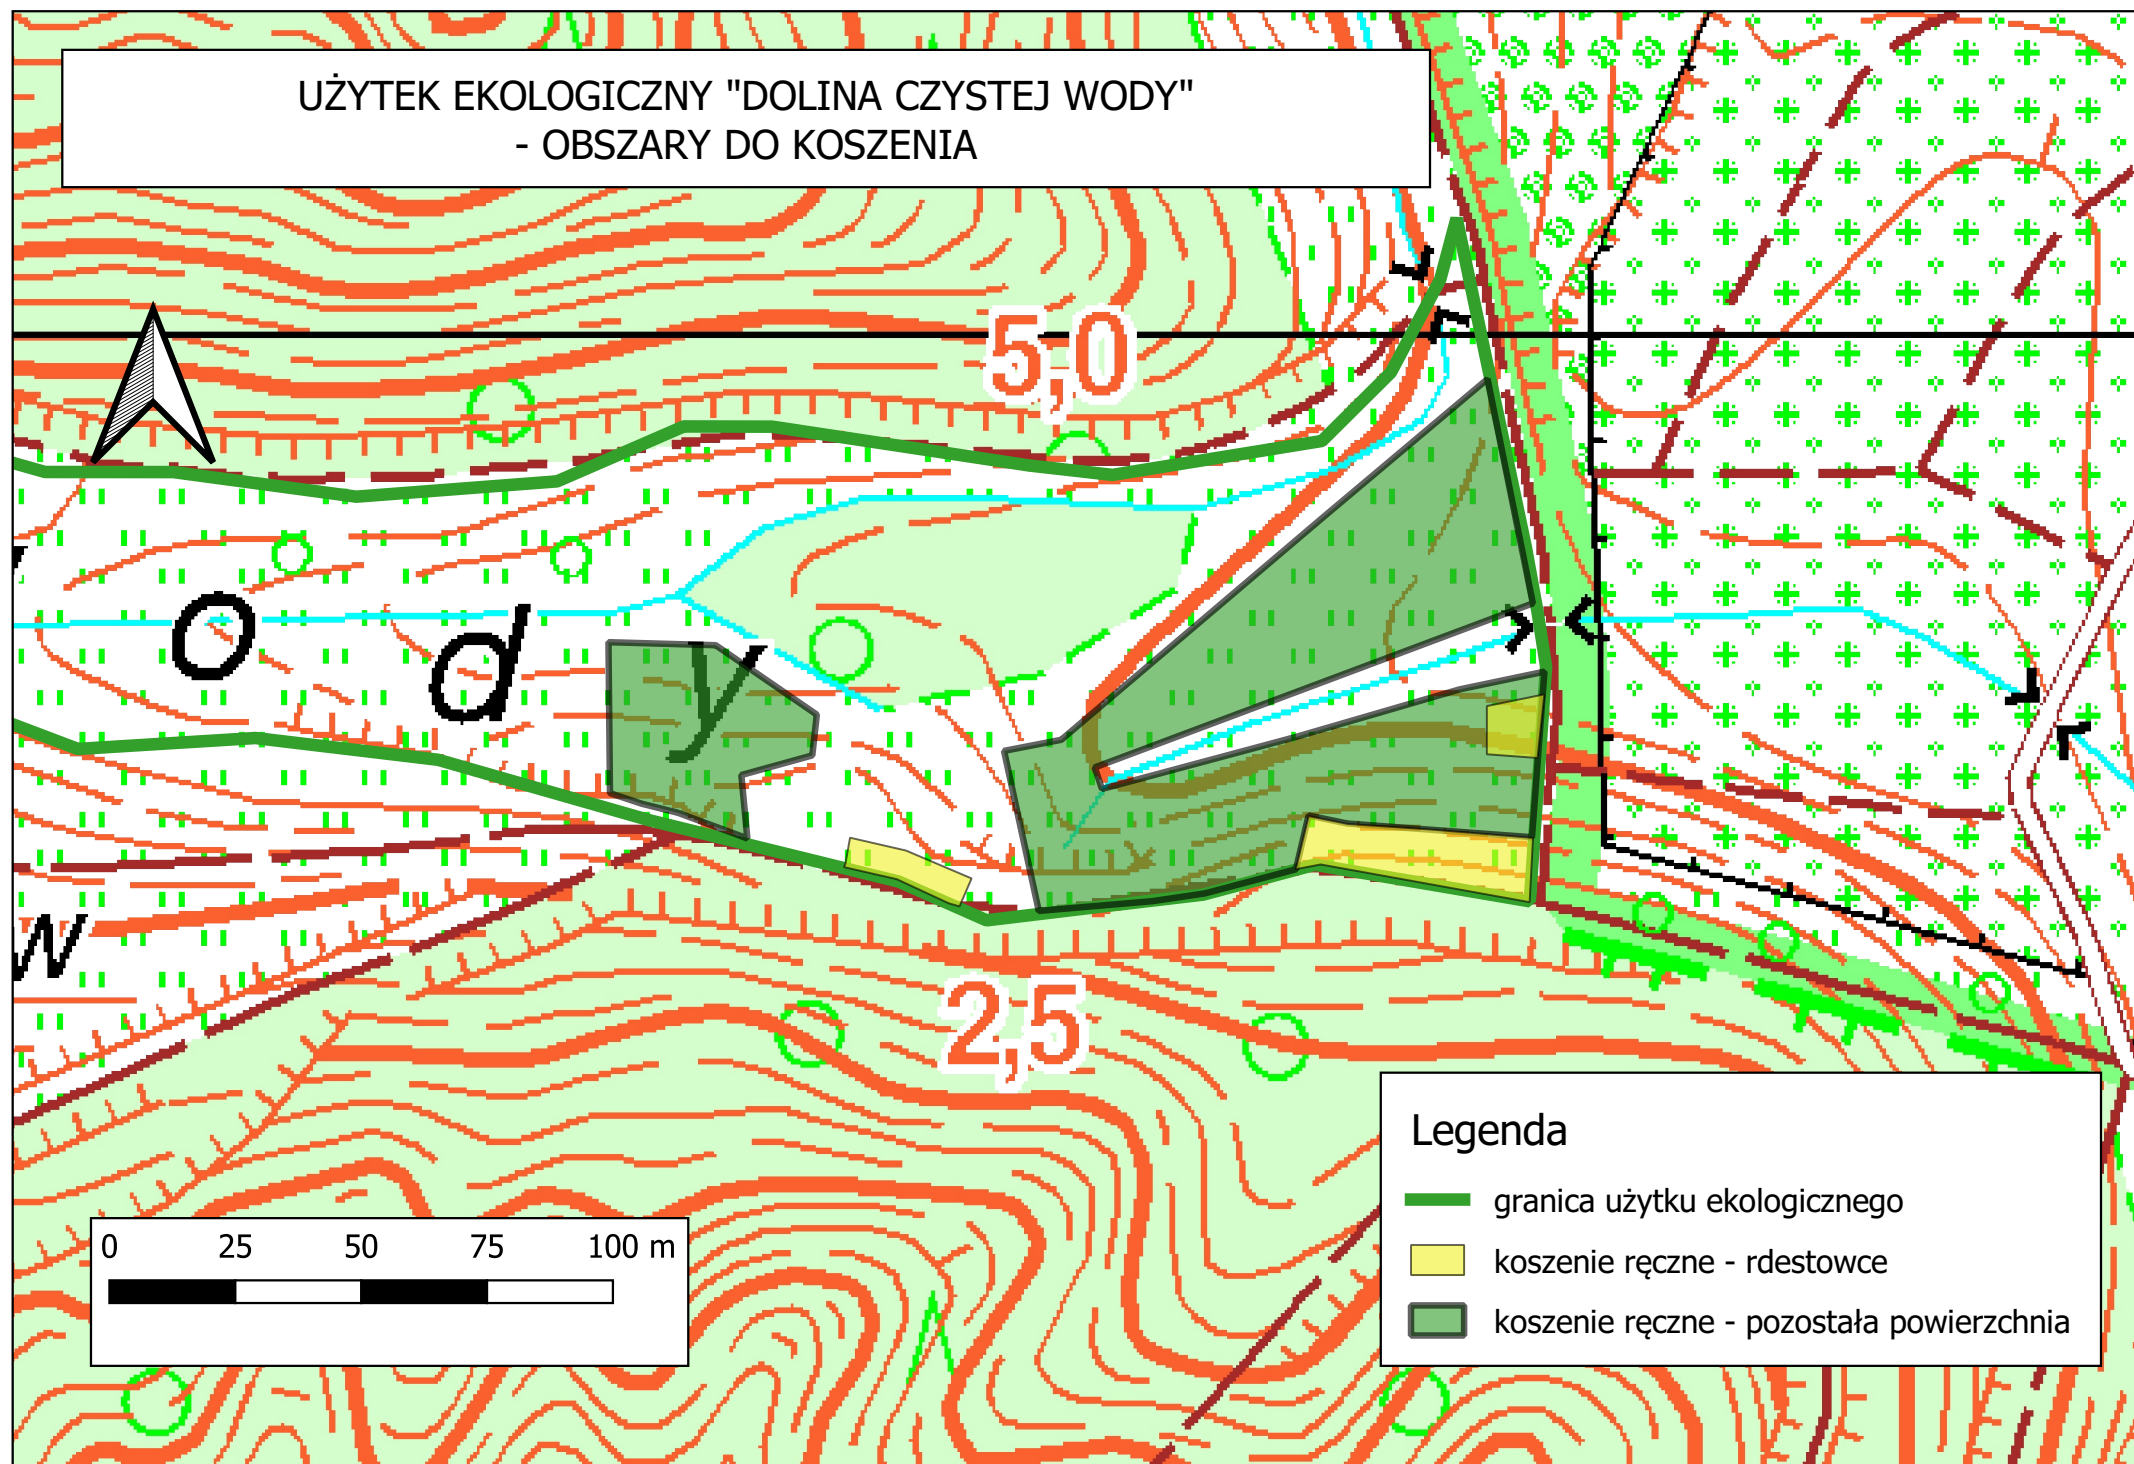 UŻYTEK EKOLOGICZNY "DOLINA CZYSTEJ WODY"
- OBSZARY DO KOSZENIA
5,0
o d y
w
2,5
Legenda
granica użytku ekologicznego
koszenie ręczne - rdestowce
koszenie ręczne - pozostała powierzchnia
0 25 50 75 100 m